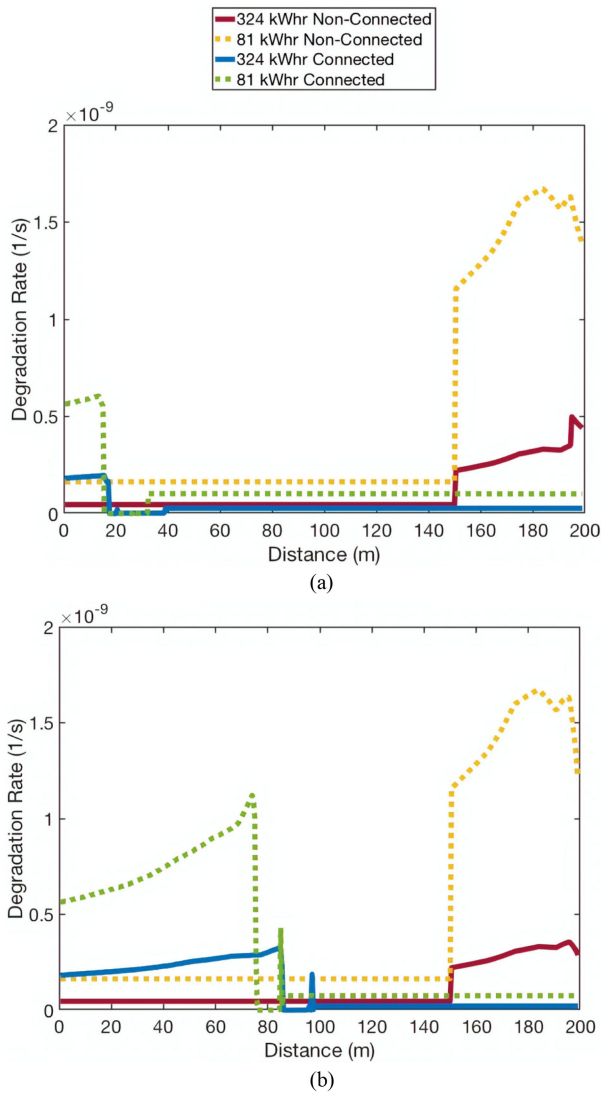 324 kWhr Non-Connected
81 kWhr Non-Connected
324 kWhr Connected
81 kWhr Connected
×10⁻⁹
2
1.5
1
0.5
0
Degradation Rate (1/s)
0 20 40 60 80 100 120 140 160 180 200
Distance (m)
(a)
×10⁻⁹
2
1.5
1
0.5
0
Degradation Rate (1/s)
0 20 40 60 80 100 120 140 160 180 200
Distance (m)
(b)